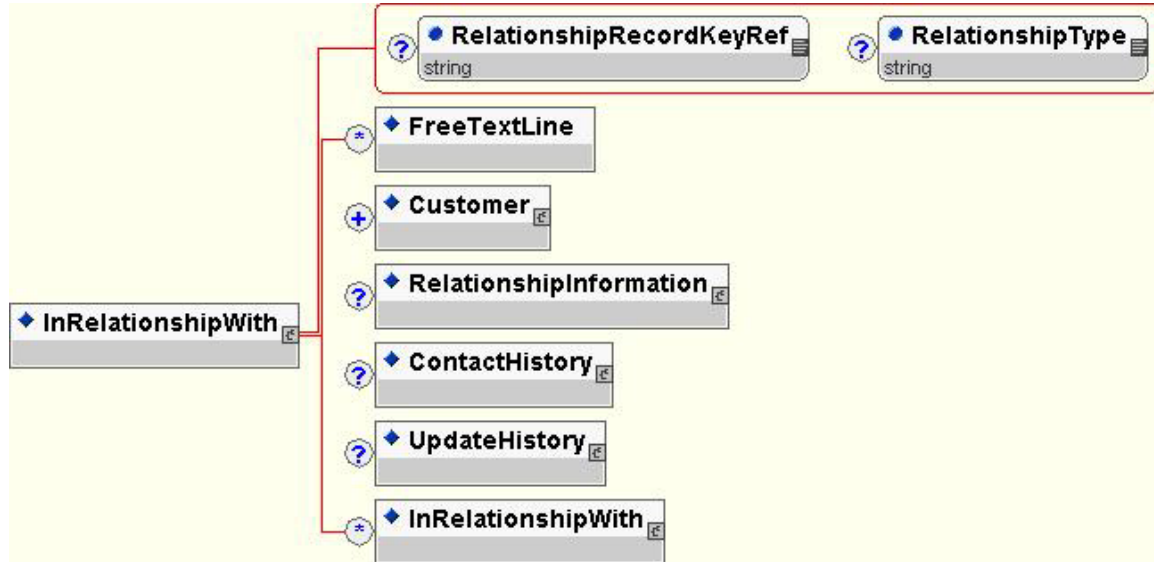 ? RelationshipRecordKeyRef ? RelationshipType
string string
* FreeTextLine
+ Customer
? RelationshipInformation
InRelationshipWith
? ContactHistory
? UpdateHistory
* InRelationshipWith